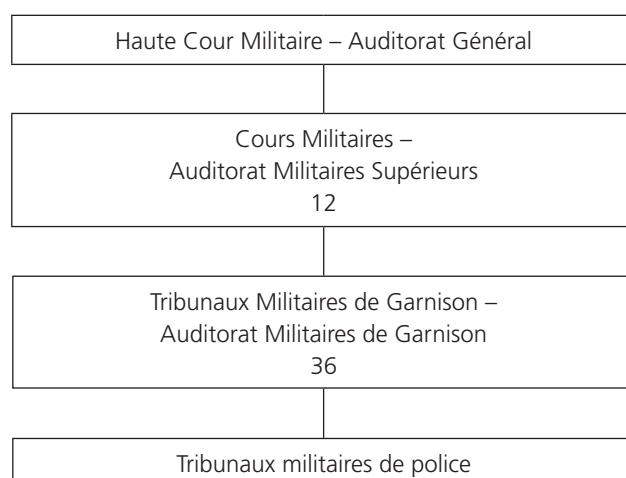 Haute Cour Militaire – Auditorat Général
Cours Militaires –
Auditorat Militaires Supérieurs
12
Tribunaux Militaires de Garnison –
Auditorat Militaires de Garnison
36
Tribunaux militaires de police